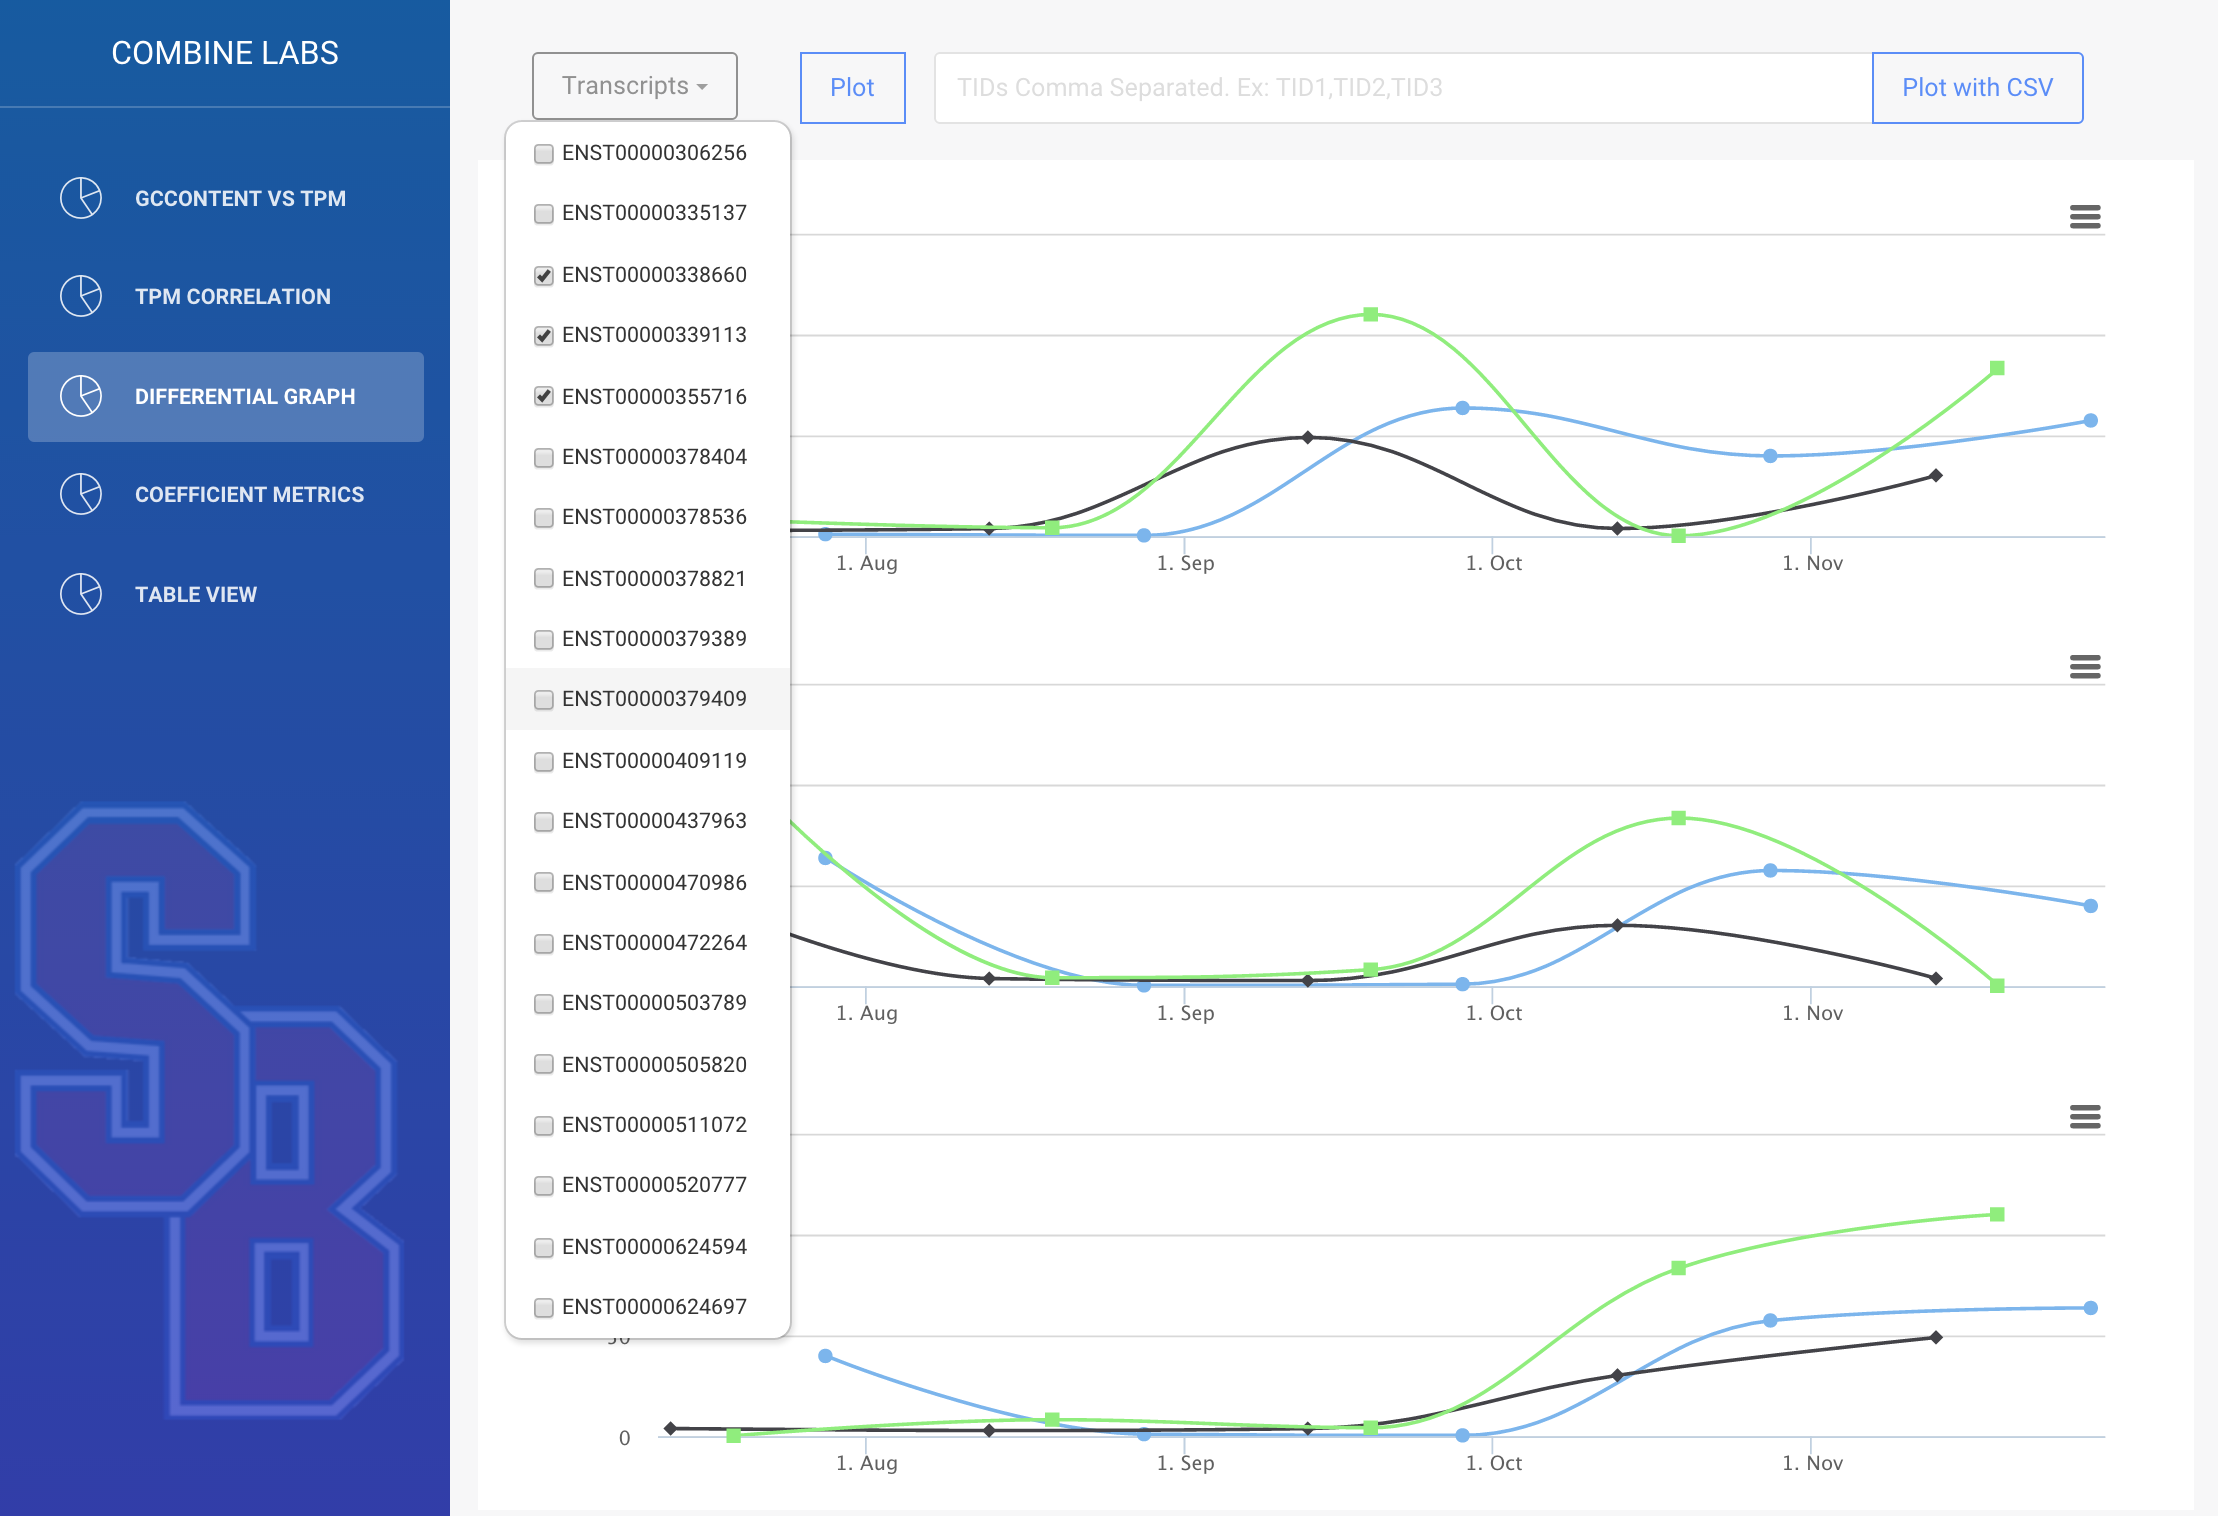 COMBINE LABS
GCCONTENT VS TPM
TPM CORRELATION
DIFFERENTIAL GRAPH
COEFFICIENT METRICS
TABLE VIEW
SB
Transcripts
Plot
TIDs Comma Separated. Ex: TID1,TID2,TID3
Plot with CSV
ENST00000306256
ENST00000335137
ENST00000338660
ENST00000339113
ENST00000355716
ENST00000378404
ENST00000378536
ENST00000378821
ENST00000379389
ENST00000379409
ENST00000409119
ENST00000437963
ENST00000470986
ENST00000472264
ENST00000503789
ENST00000505820
ENST00000511072
ENST00000520777
ENST00000624594
ENST00000624697
1. Aug 1. Sep 1. Oct 1. Nov
1. Aug 1. Sep 1. Oct 1. Nov
0
1. Aug 1. Sep 1. Oct 1. Nov